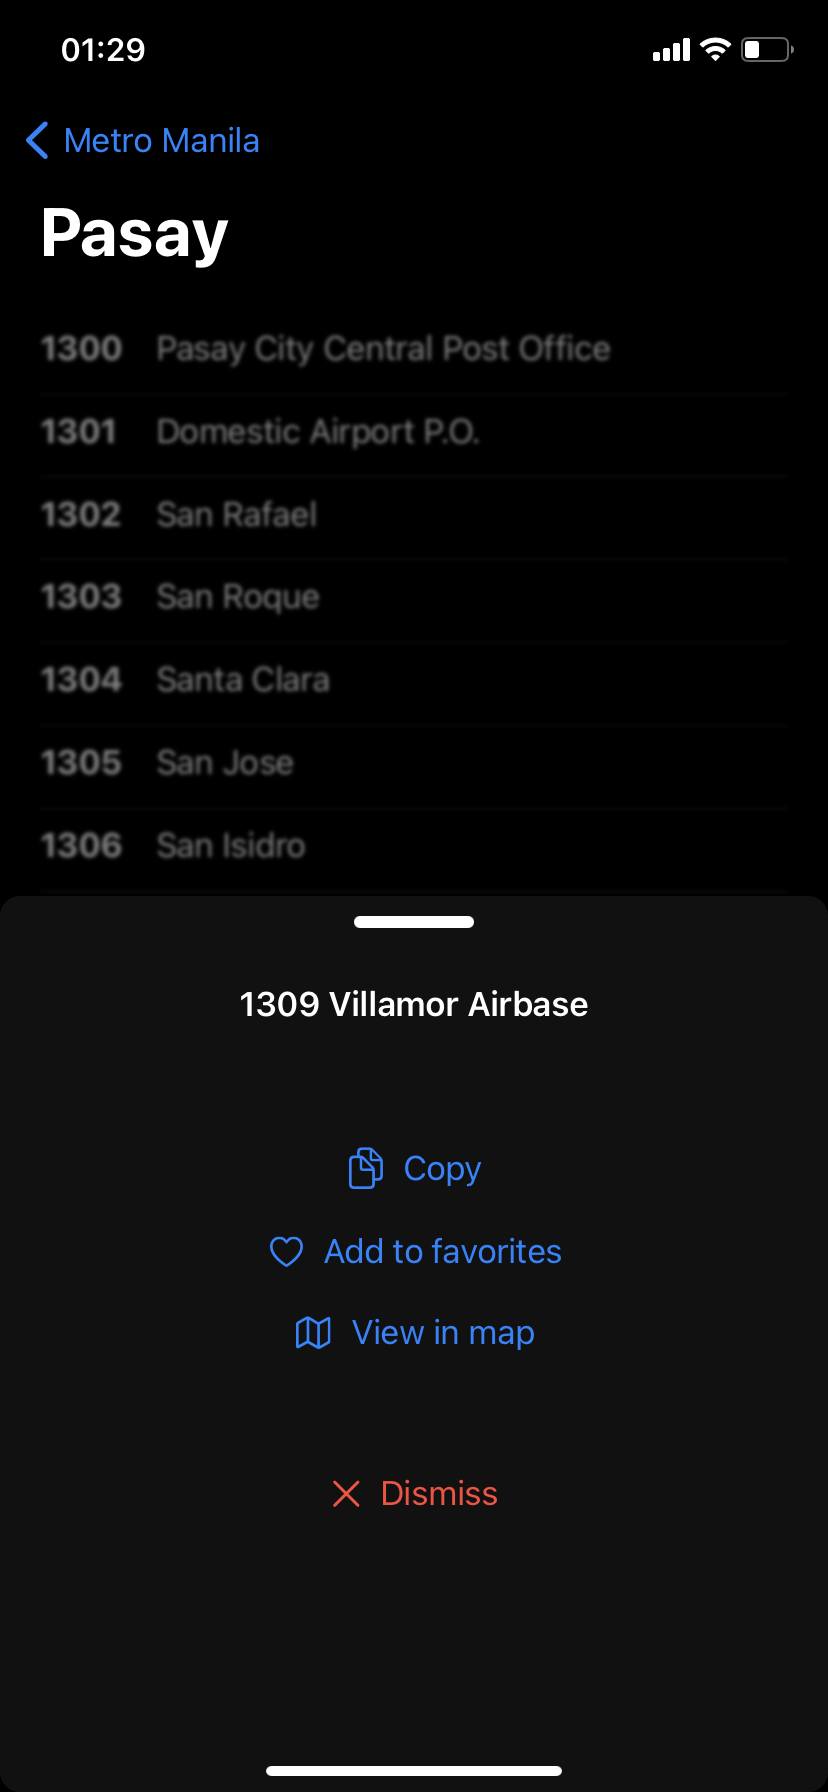 01:29
Metro Manila
Pasay
1300 Pasay City Central Post Office
1301 Domestic Airport P.O.
1302 San Rafael
1303 San Roque
1304 Santa Clara
1305 San Jose
1306 San Isidro
1309 Villamor Airbase
Copy
Add to favorites
View in map
Dismiss